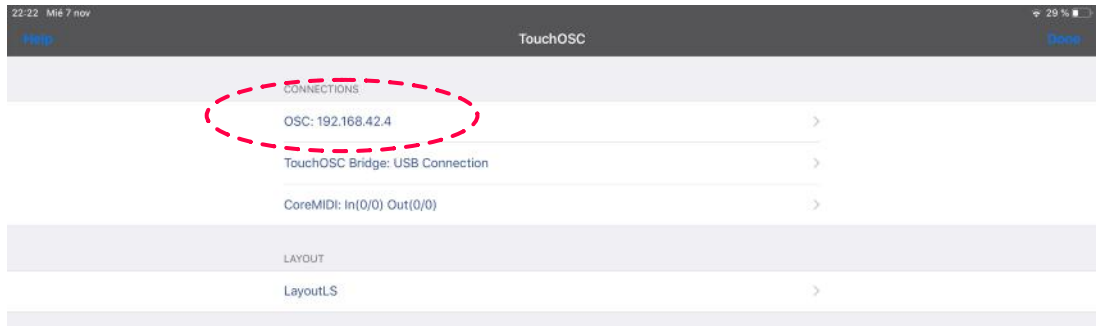 22:22 Mié 7 nov 29 %
Help TouchOSC Done
CONNECTIONS
OSC: 192.168.42.4
TouchOSC Bridge: USB Connection
CoreMIDI: In(0/0) Out(0/0)
LAYOUT
LayoutLS